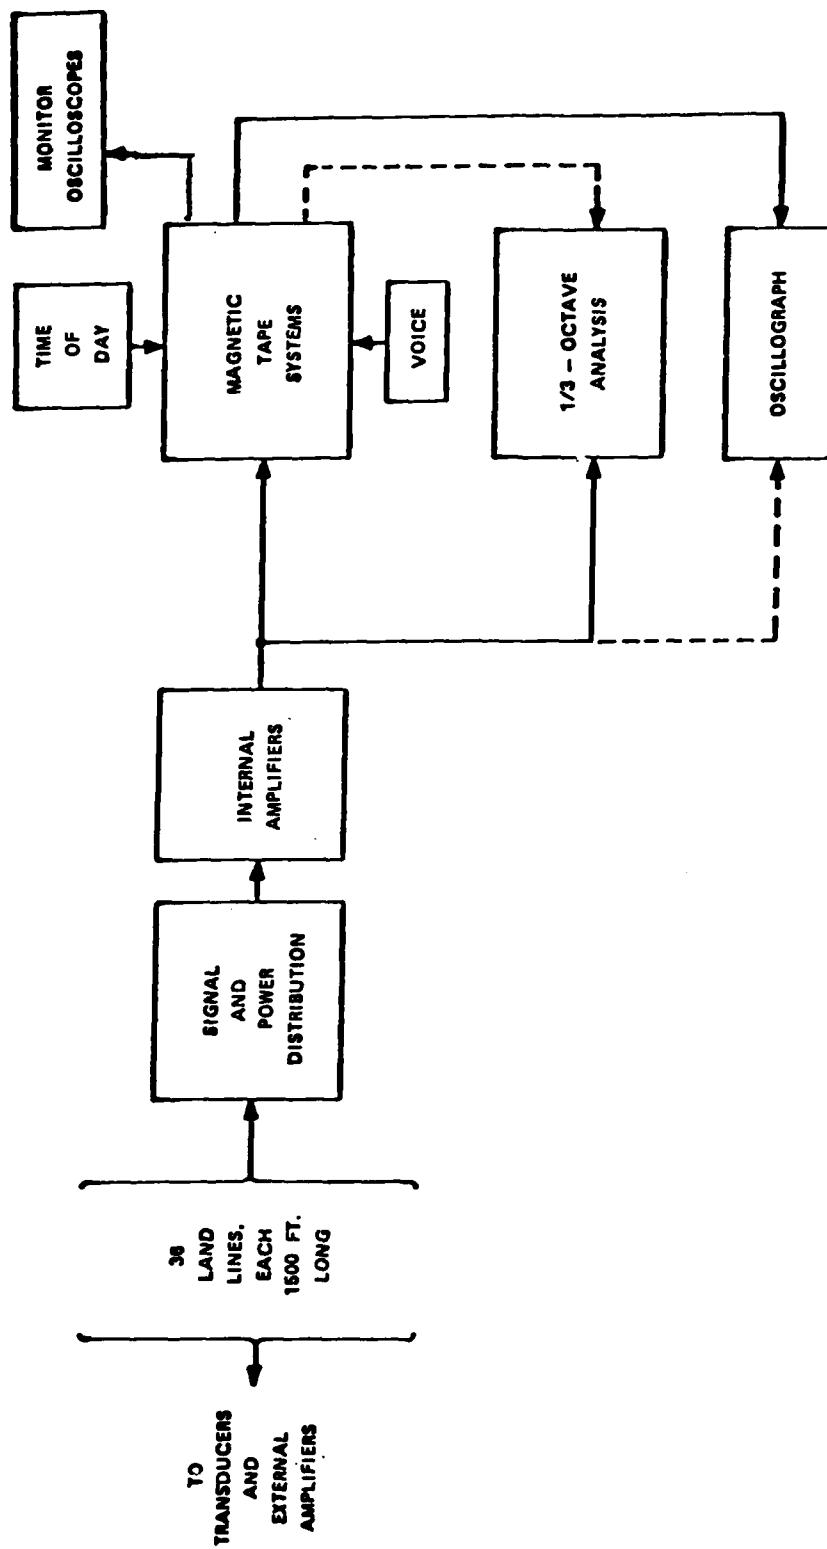 TO
TRANSDUCERS
AND
EXTERNAL
AMPLIFIERS
36
LAND
LINES.
EACH
1500 FT.
LONG
SIGNAL
AND
POWER
DISTRIBUTION
INTERNAL
AMPLIFIERS
TIME
OF
DAY
MAGNETIC
TAPE
SYSTEMS
VOICE
MONITOR
OSCILLOSCOPES
1/3 – OCTAVE
ANALYSIS
OSCILLOGRAPH